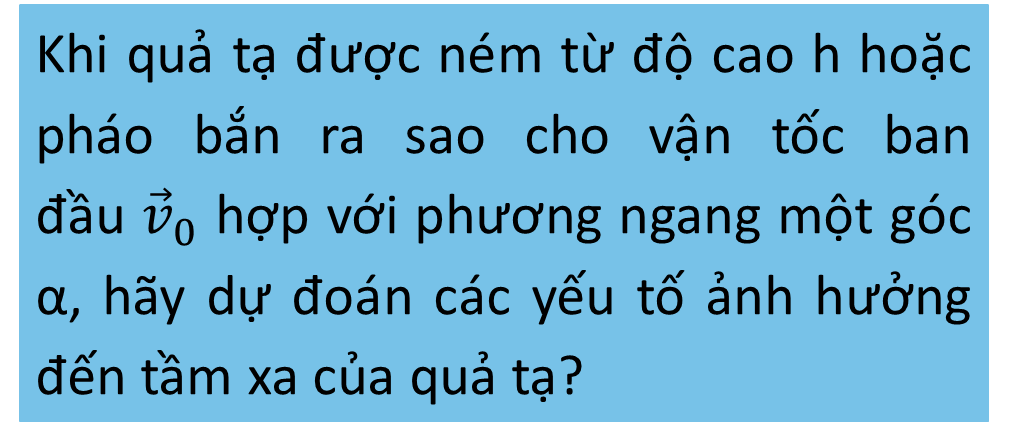 Khi quả tạ được ném từ độ cao h hoặc
pháo bắn ra sao cho vận tốc ban
đầu $\vec{v}_0$ hợp với phương ngang một góc
α, hãy dự đoán các yếu tố ảnh hưởng
đến tầm xa của quả tạ?